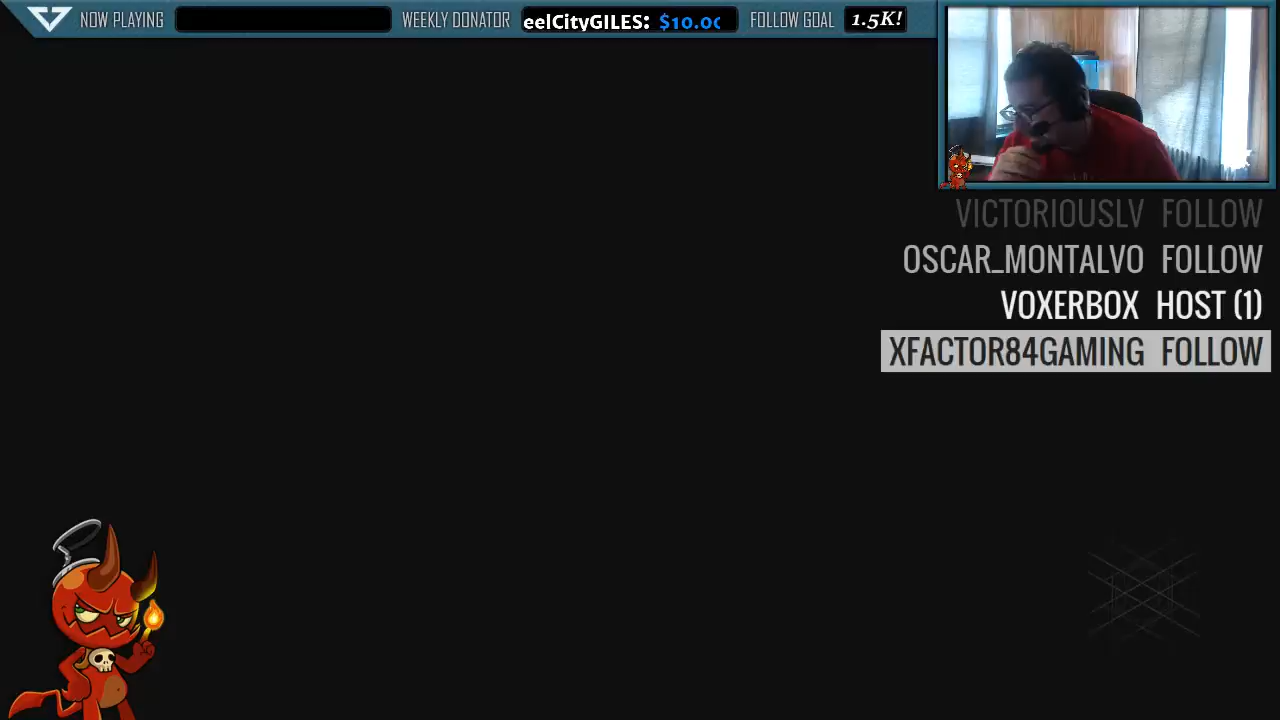 NOW PLAYING WEEKLY DONATOR eelCityGILES: $10.00 FOLLOW GOAL 1.5K!
VICTORIOUSLV FOLLOW
OSCAR_MONTALVO FOLLOW
VOXERBOX HOST (1)
XFACTOR84GAMING FOLLOW